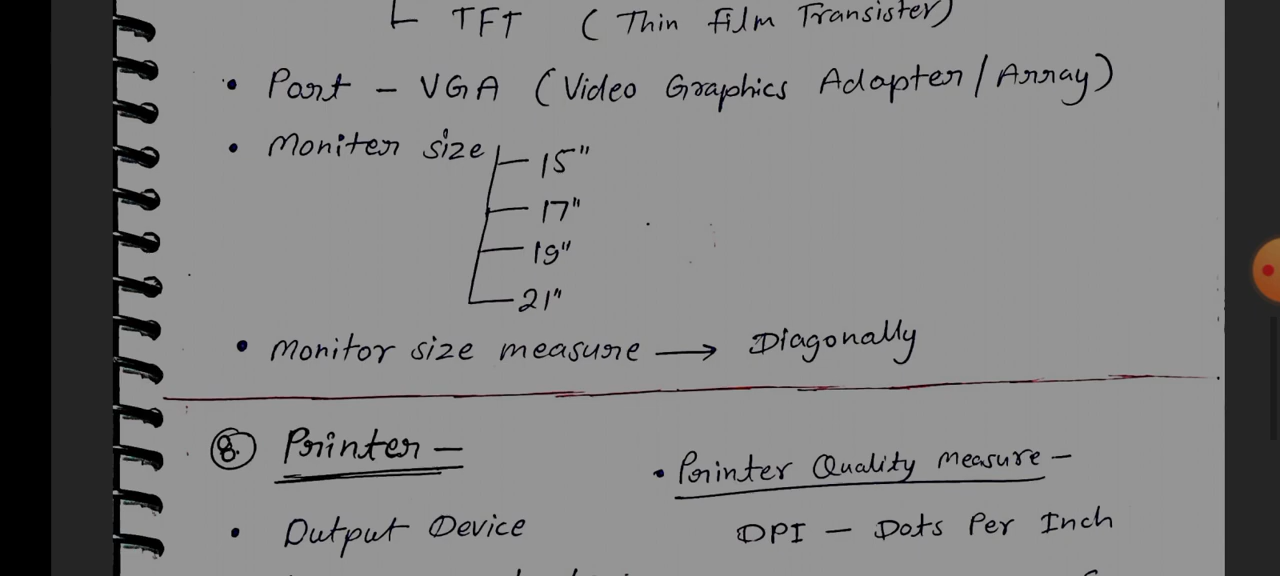 TFT (Thin Film Transister)
• Port - VGA (Video Graphics Adapter/Array)
• Moniter size
15"
17"
19"
21"
• Monitor size measure → Diagonally
8. Printer -
• Printer Quality Measure -
• Output Device
DPI - Dots Per Inch